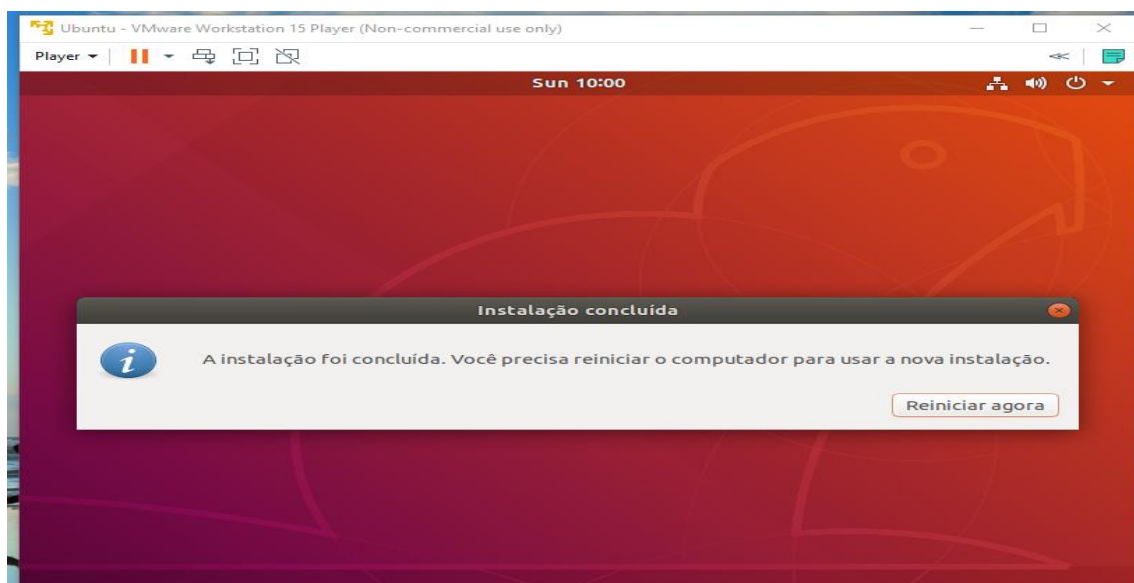 Ubuntu - VMware Workstation 15 Player (Non-commercial use only)
Player
Sun 10:00
Instalação concluída
A instalação foi concluída. Você precisa reiniciar o computador para usar a nova instalação.
Reiniciar agora